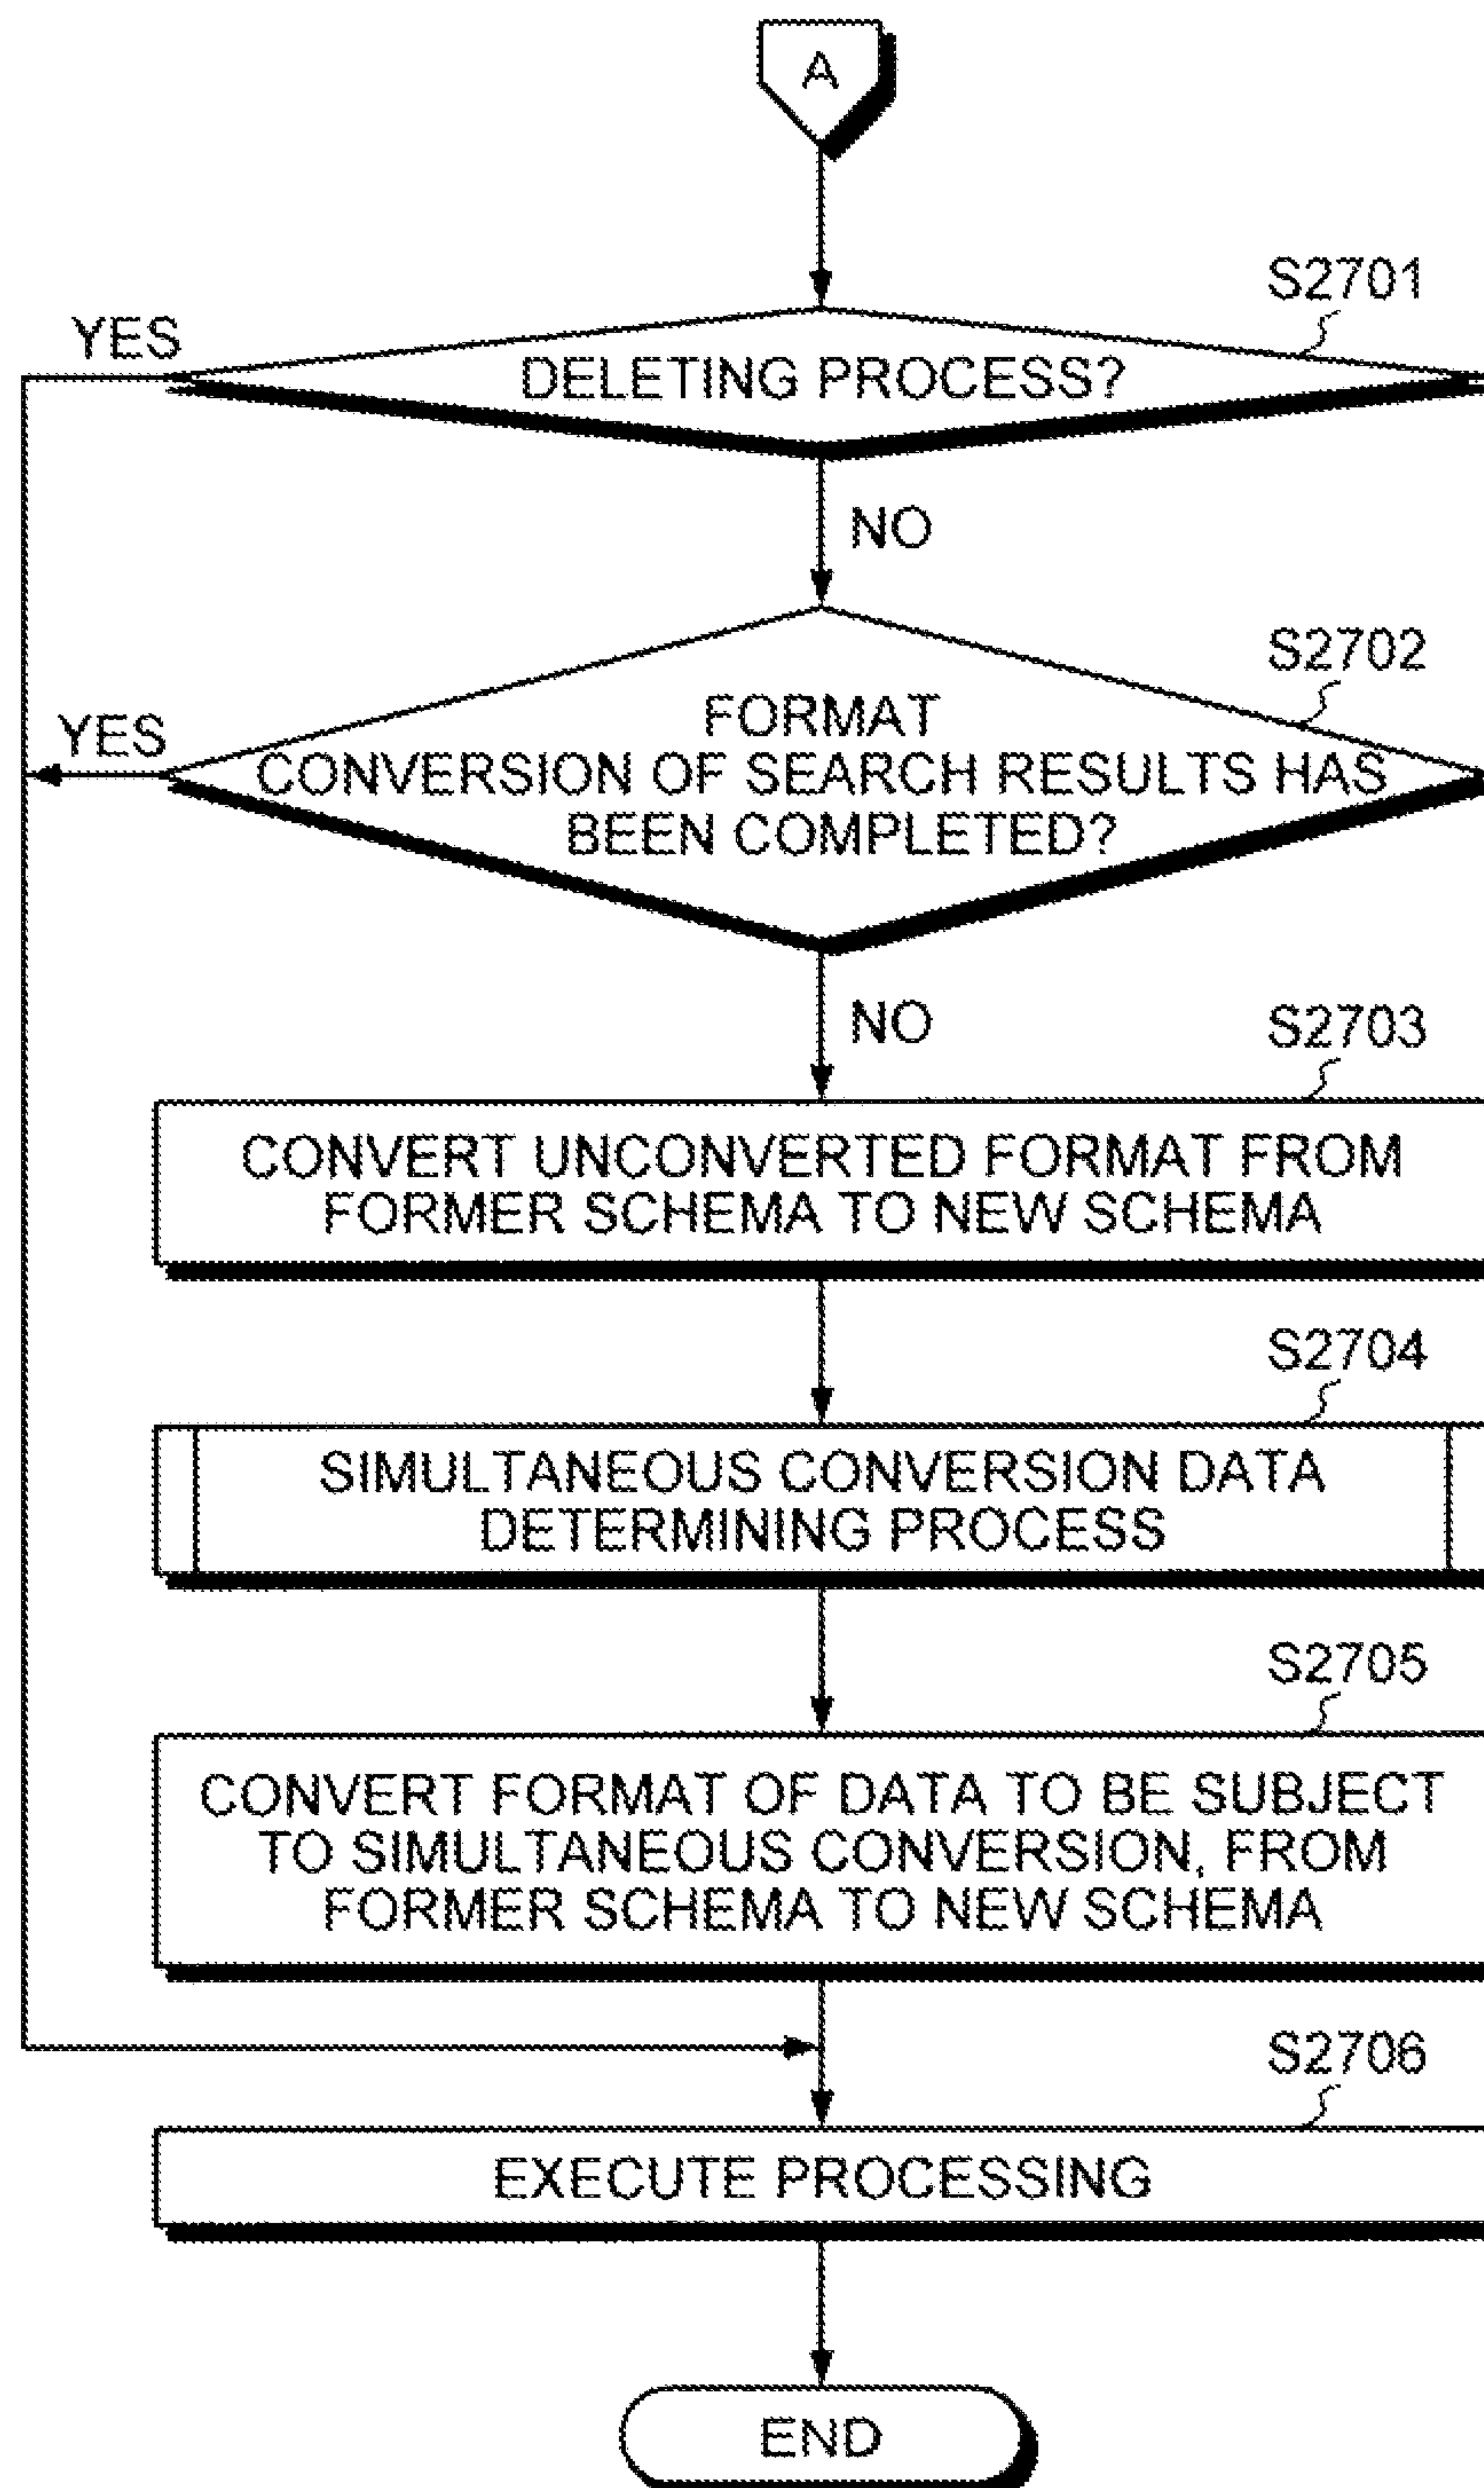 A
S2701
YES
DELETING PROCESS?
NO
S2702
YES
FORMAT
CONVERSION OF SEARCH RESULTS HAS
BEEN COMPLETED?
NO
S2703
CONVERT UNCONVERTED FORMAT FROM
FORMER SCHEMA TO NEW SCHEMA
S2704
SIMULTANEOUS CONVERSION DATA
DETERMINING PROCESS
S2705
CONVERT FORMAT OF DATA TO BE SUBJECT
TO SIMULTANEOUS CONVERSION, FROM
FORMER SCHEMA TO NEW SCHEMA
S2706
EXECUTE PROCESSING
END